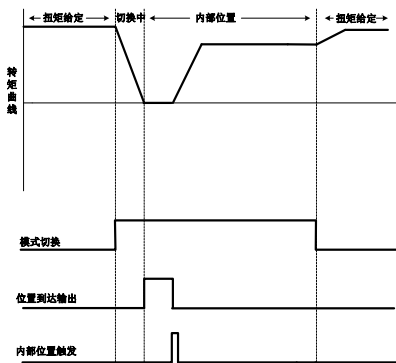 扭矩给定
切换中
内部位置
扭矩给定
转矩曲线
模式切换
位置到达输出
内部位置触发